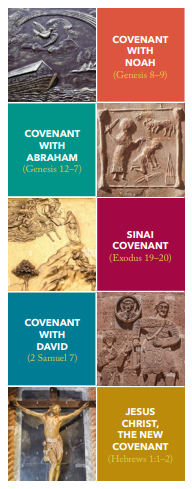 COVENANT
WITH
NOAH
(Genesis 8–9)
COVENANT
WITH
ABRAHAM
(Genesis 12–7)
SINAI
COVENANT
(Exodus 19–20)
COVENANT
WITH
DAVID
(2 Samuel 7)
JESUS
CHRIST,
THE NEW
COVENANT
(Hebrews 1:1–2)